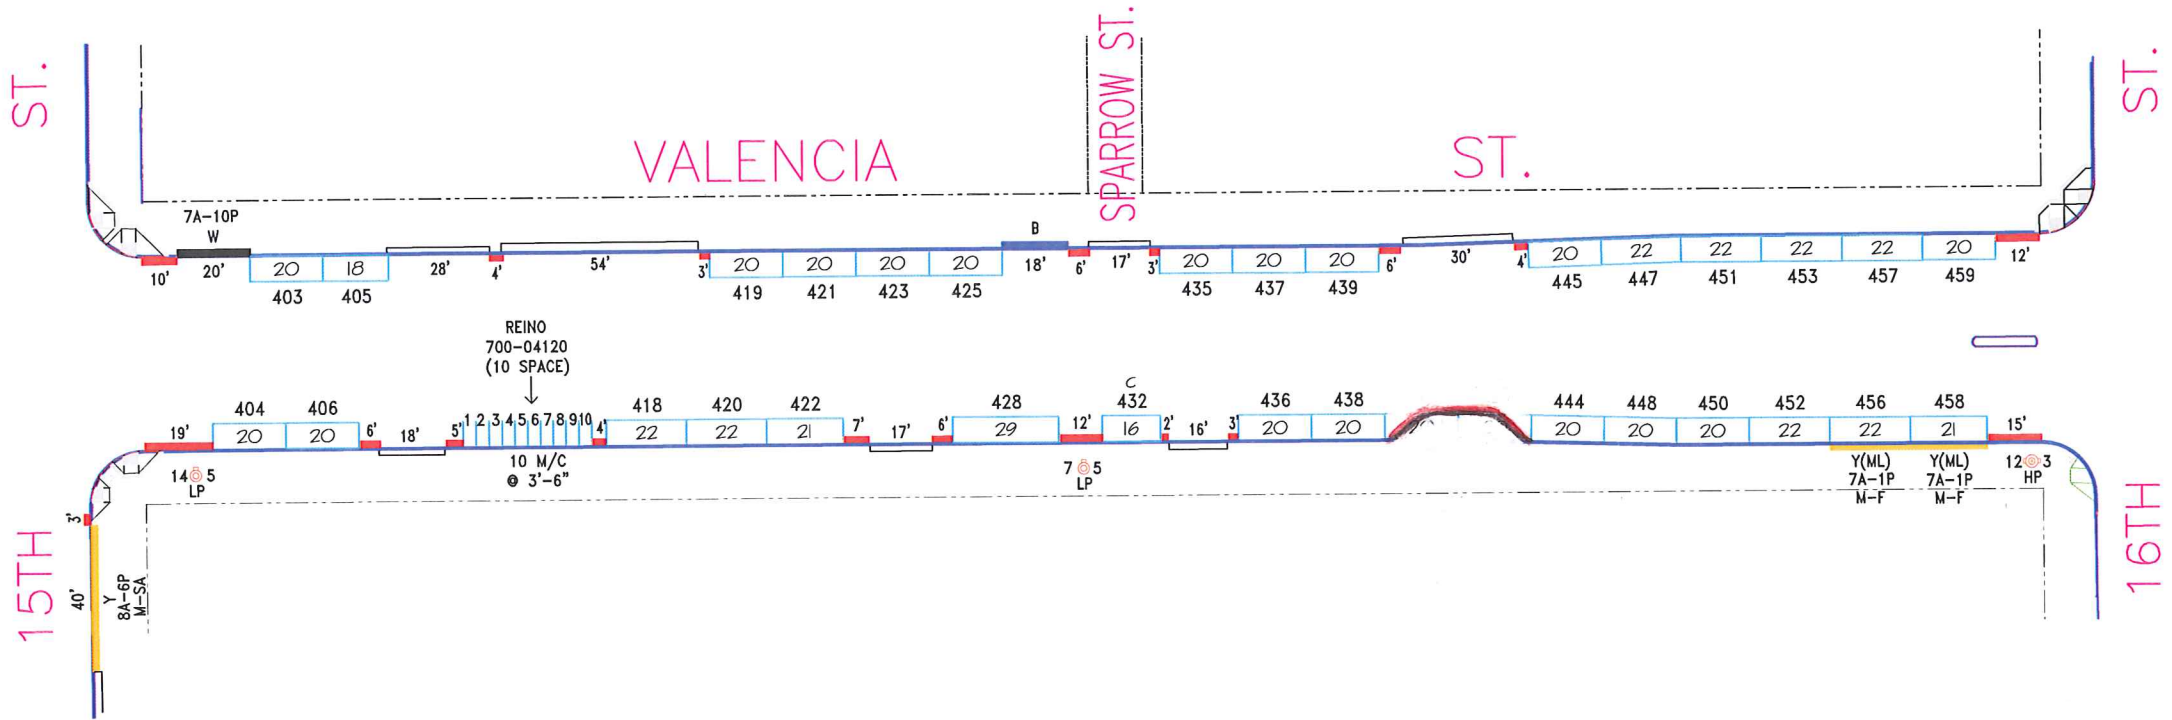 ST.
SPARROW ST.
ST.
VALENCIA
ST.
7A-10P
W
B
10' 20' 20 18 28' 4' 54' 3' 20 20 20 20 18' 6' 17' 3' 20 20 20 6' 30' 4' 20 22 22 22 22 20 12'
403 405 419 421 423 425 435 437 439 445 447 451 453 457 459
REINO
700-04120
(10 SPACE)
C
404 406 418 420 422 428 432 436 438 444 448 450 452 456 458
19' 20 20 6' 18' 5' 1 2 3 4 5 6 7 8 9 10 4' 22 22 21 7' 17' 6' 29 12' 16 2' 16' 3' 20 20 20 20 20 22 22 21 15'
10 M/C
@ 3'-6"
14 5
LP
7 5
LP
Y(ML)
7A-1P
M-F
Y(ML)
7A-1P
M-F
12 3
HP
3'
40'
Y
8A-6P
M-SA
15TH
16TH